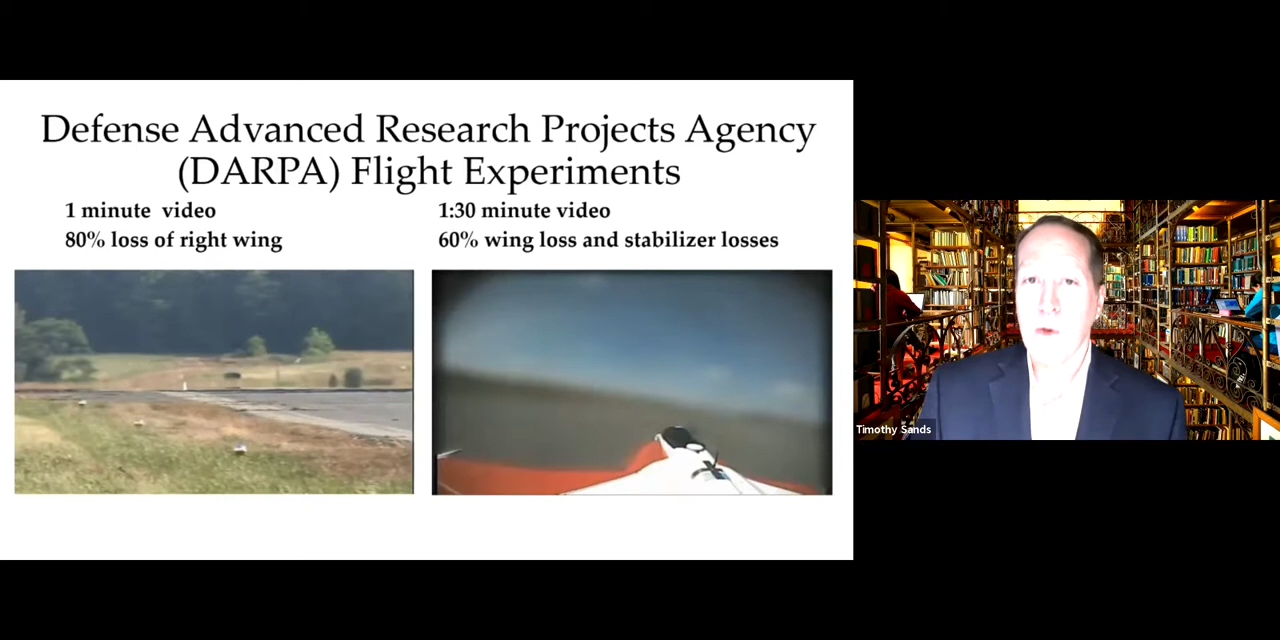 Defense Advanced Research Projects Agency
(DARPA) Flight Experiments
1 minute  video
80% loss of right wing
1:30 minute video
60% wing loss and stabilizer losses
Timothy Sands